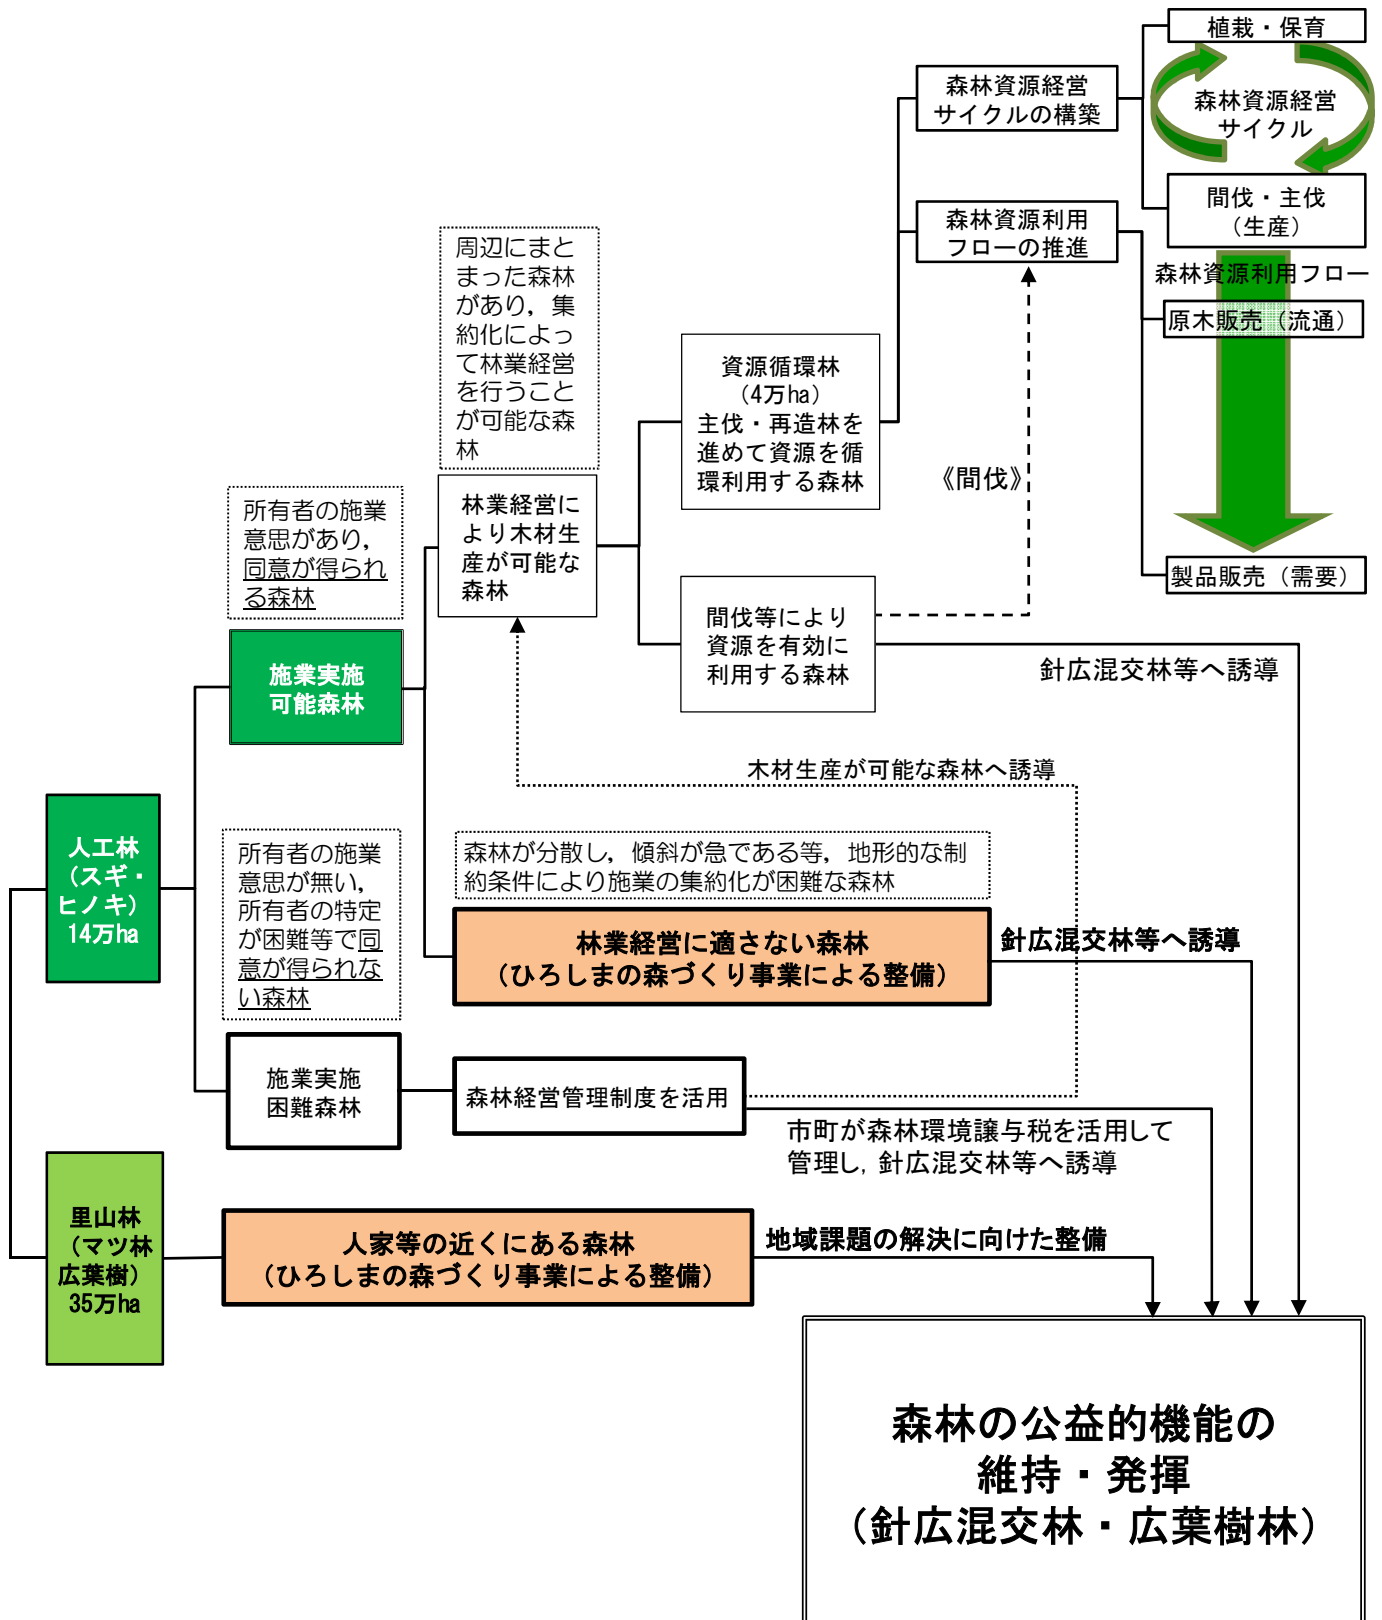 植栽・保育
森林資源経営
サイクルの構築
森林資源経営
サイクル
間伐・主伐
（生産）
森林資源利用
フローの推進
森林資源利用フロー
原木販売（流通）
製品販売（需要）
周辺にまと
まった森林
があり，集
約化によっ
て林業経営
を行うこと
が可能な森
林
資源循環林
（4万ha）
主伐・再造林を
進めて資源を循
環利用する森林
《間伐》
林業経営に
より木材生
産が可能な
森林
所有者の施業
意思があり，
同意が得られ
る森林
間伐等により
資源を有効に
利用する森林
針広混交林等へ誘導
施業実施
可能森林
木材生産が可能な森林へ誘導
人工林
（スギ・
ヒノキ）
14万ha
所有者の施業
意思が無い，
所有者の特定
が困難等で同
意が得られな
い森林
森林が分散し，傾斜が急である等，地形的な制
約条件により施業の集約化が困難な森林
林業経営に適さない森林
（ひろしまの森づくり事業による整備）
針広混交林等へ誘導
施業実施
困難森林
森林経営管理制度を活用
市町が森林環境譲与税を活用して
管理し，針広混交林等へ誘導
里山林
（マツ林
広葉樹）
35万ha
人家等の近くにある森林
（ひろしまの森づくり事業による整備）
地域課題の解決に向けた整備
森林の公益的機能の
維持・発揮
（針広混交林・広葉樹林）